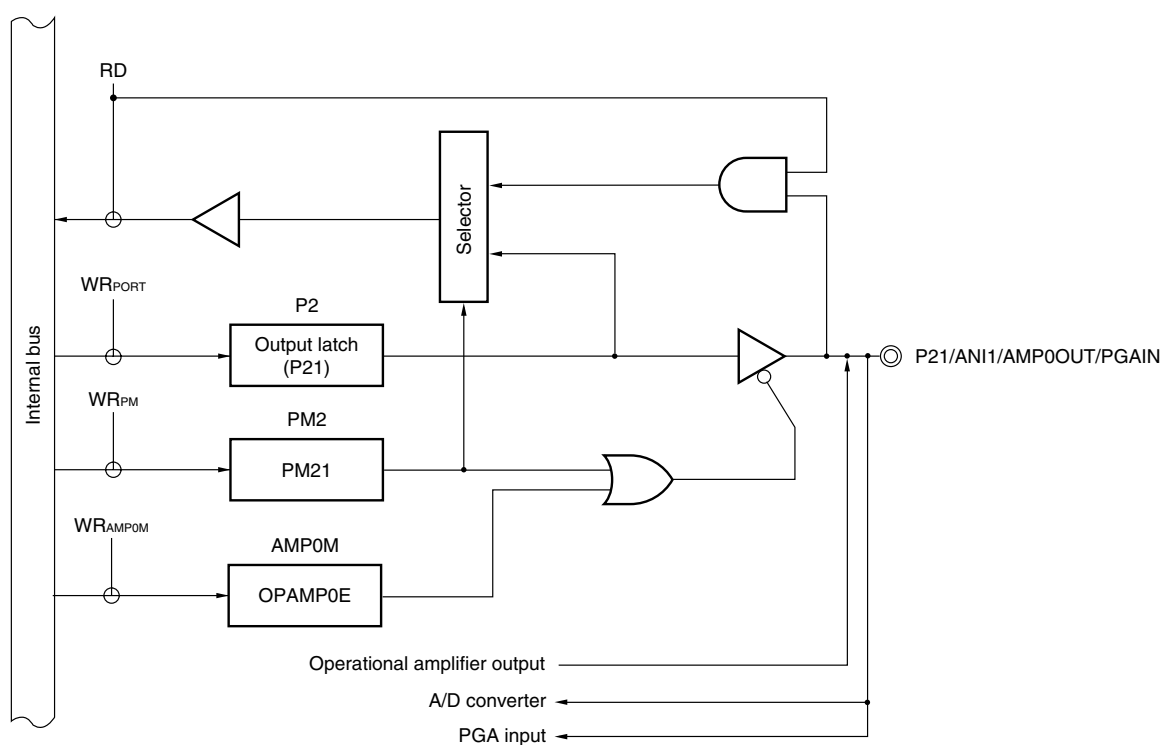 RD
Selector
WRPORT
P2
Output latch
(P21)
Internal bus
P21/ANI1/AMP0OUT/PGAIN
WRPM
PM2
PM21
WRAMP0M
AMP0M
OPAMP0E
Operational amplifier output
A/D converter
PGA input